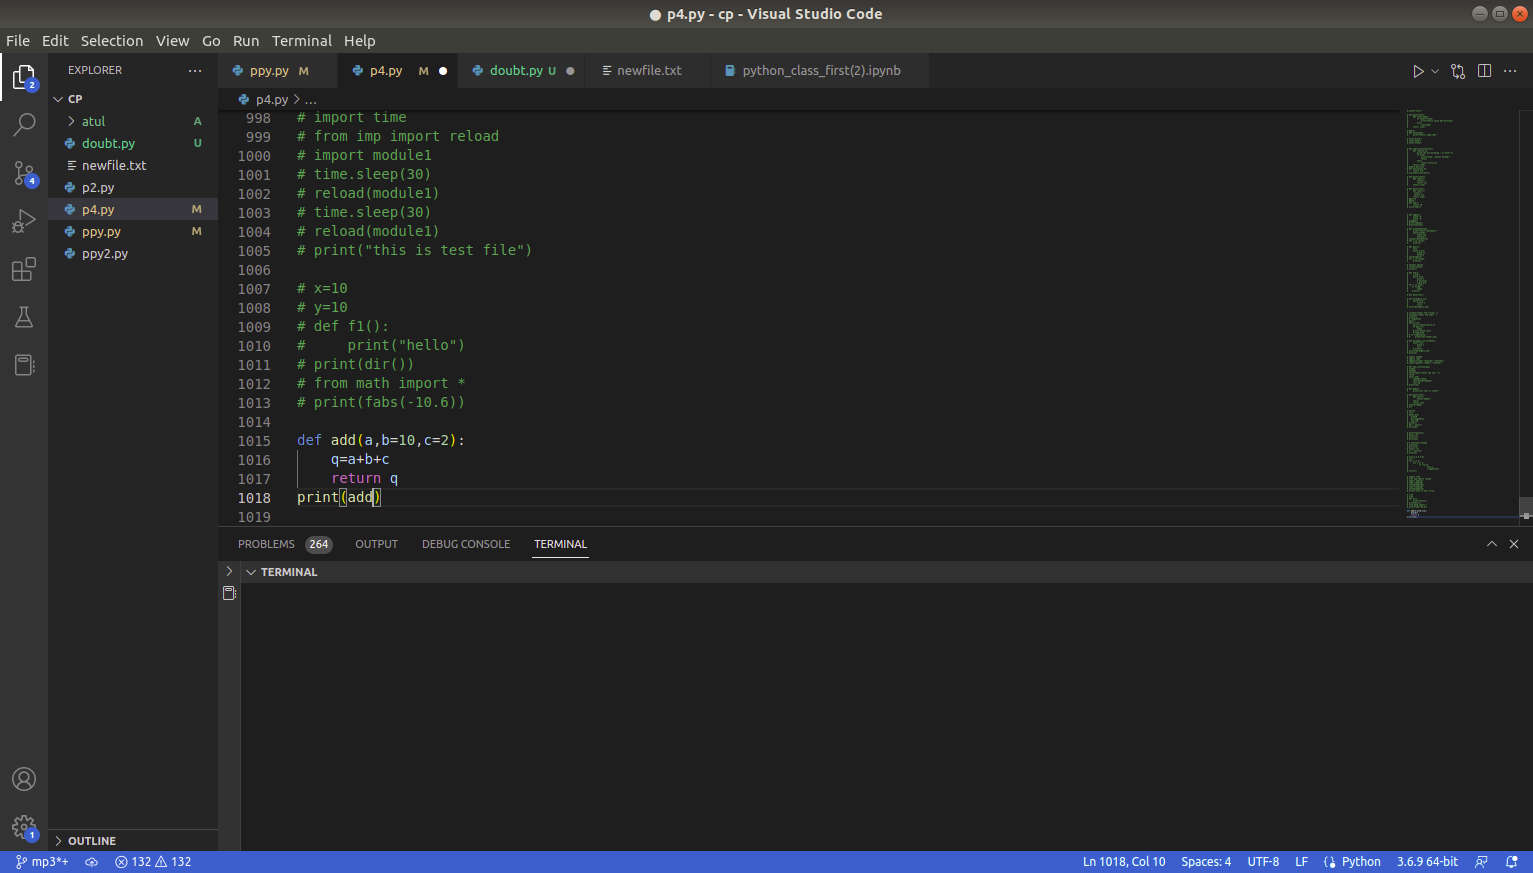 p4.py - cp - Visual Studio Code
File Edit Selection View Go Run Terminal Help
EXPLORER
ppy.py M
p4.py M
doubt.py U
newfile.txt
python_class_first(2).ipynb
2
CP
atul A
doubt.py U
newfile.txt
p2.py
p4.py M
ppy.py M
ppy2.py
4
p4.py > ...
998 # import time
999 # from imp import reload
1000 # import module1
1001 # time.sleep(30)
1002 # reload(module1)
1003 # time.sleep(30)
1004 # reload(module1)
1005 # print("this is test file")
1006
1007 # x=10
1008 # y=10
1009 # def f1():
1010 #     print("hello")
1011 # print(dir())
1012 # from math import *
1013 # print(fabs(-10.6))
1014
1015 def add(a,b=10,c=2):
1016     q=a+b+c
1017     return q
1018 print(add)
1019
PROBLEMS 264 OUTPUT DEBUG CONSOLE TERMINAL
TERMINAL
1
OUTLINE
mp3*+ 132 132 Ln 1018, Col 10 Spaces: 4 UTF-8 LF Python 3.6.9 64-bit